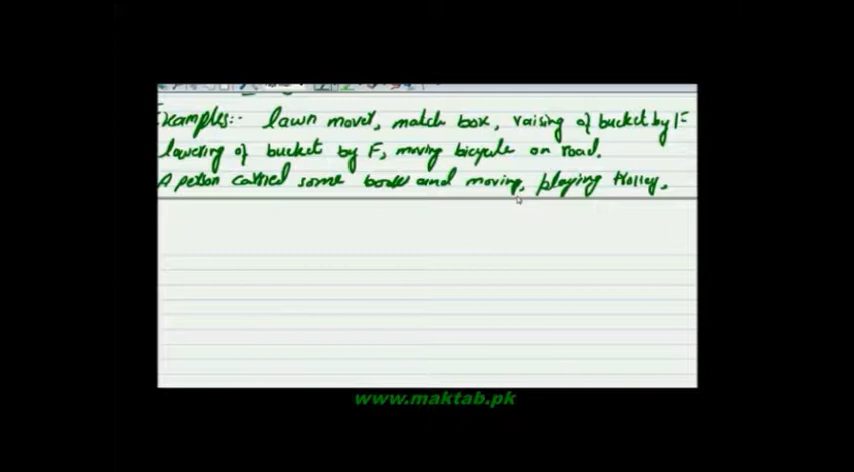 Examples:- lawn mover, match box, raising of bucket by F
lowering of bucket by F, moving bicycle on road.
A person carried some books and moving, playing trolley,
www.maktab.pk